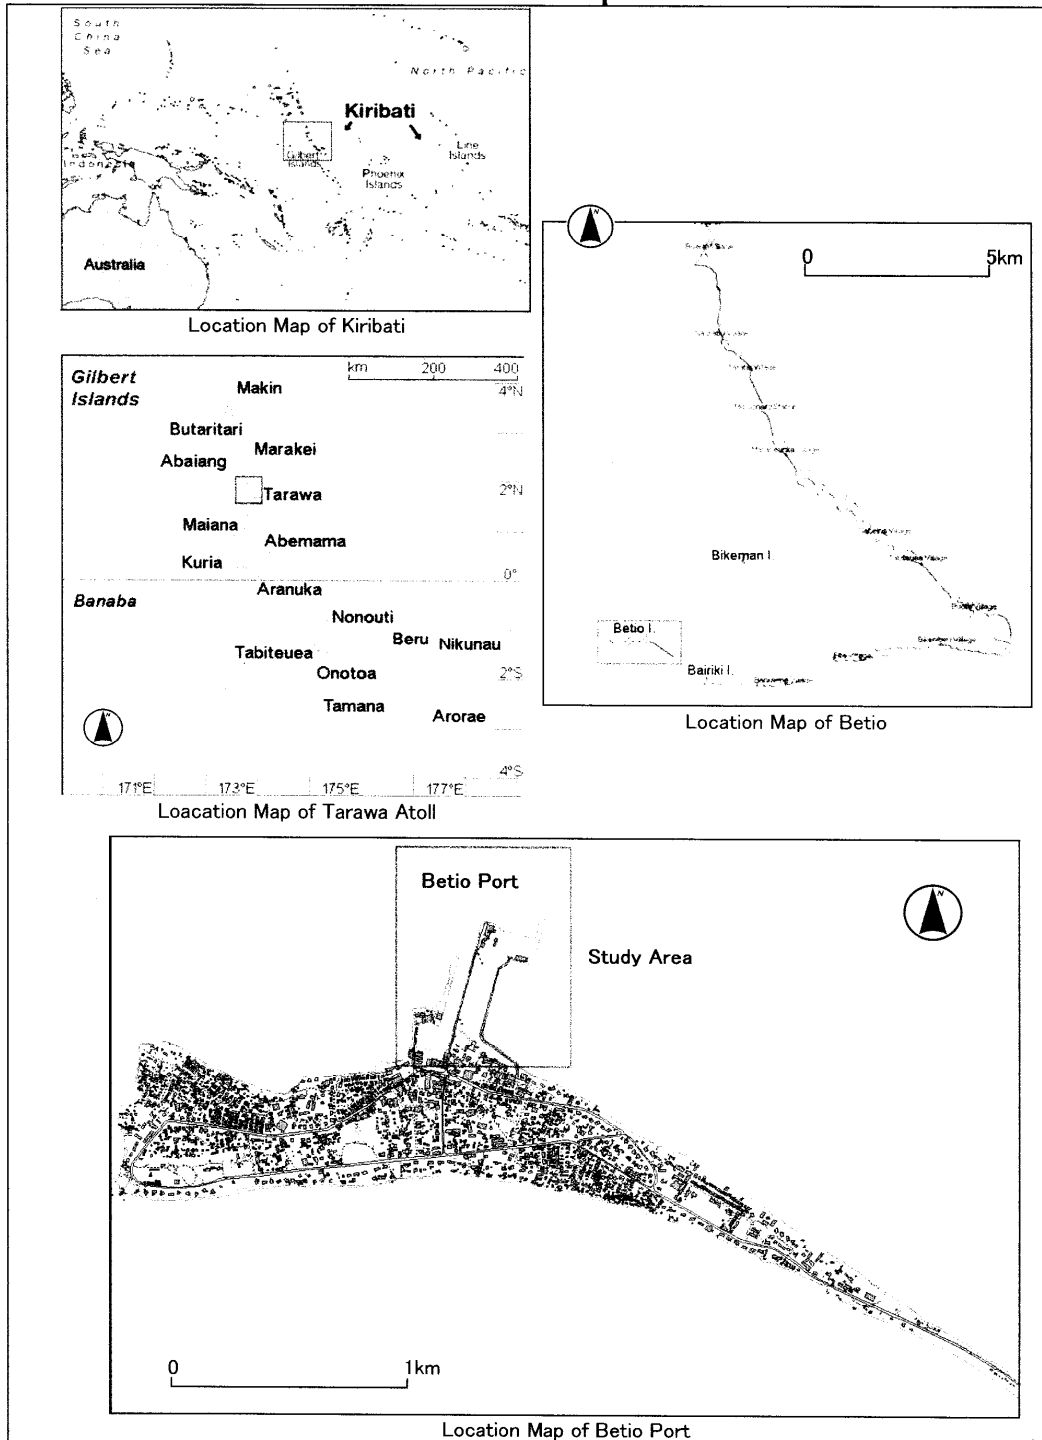 South
China
Sea
North Pacific
Kiribati
Gilbert
Islands
Line
Islands
Phoenix
Islands
Australia
Location Map of Kiribati
N
0 5km
Bikeman I.
Betio I.
Bairiki I.
Location Map of Betio
Gilbert
Islands
km 200 400
Makin
4°N
Butaritari
Marakei
Abaiang
2°N
Tarawa
Maiana
Abemama
Kuria
0°
Aranuka
Banaba
Nonouti
Beru
Nikunau
Tabiteuea
Onotoa
2°S
Tamana
Arorae
4°S
171°E 173°E 175°E 177°E
Loacation Map of Tarawa Atoll
Betio Port
N
Study Area
0 1km
Location Map of Betio Port